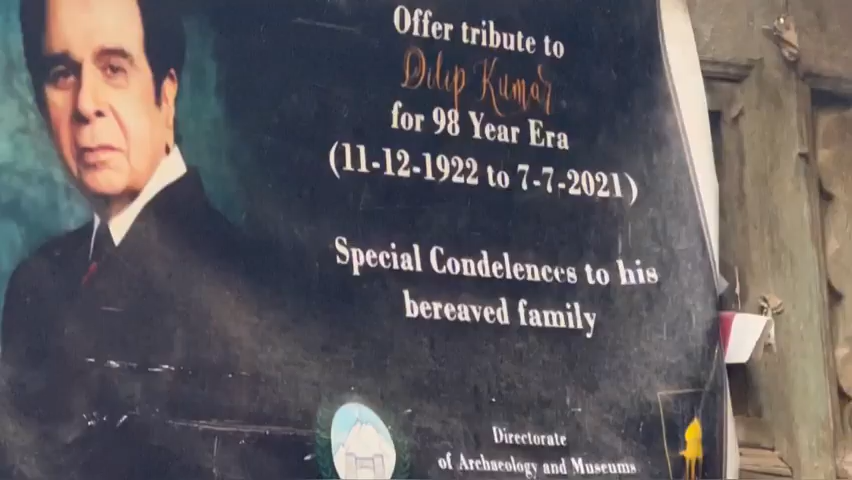 Offer tribute to
Dilip Kumar
for 98 Year Era
(11-12-1922 to 7-7-2021)
Special Condelences to his
bereaved family
Directorate
of Archaeology and Museums